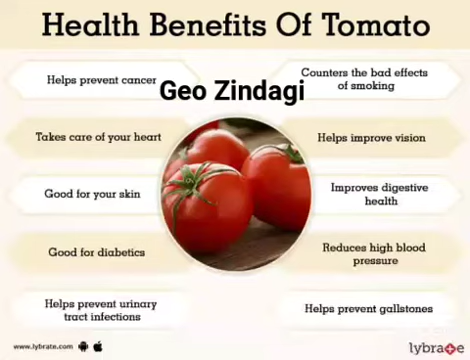 Health Benefits Of Tomato
Helps prevent cancer
Counters the bad effects
of smoking
Geo Zindagi
Takes care of your heart
Helps improve vision
Good for your skin
Improves digestive
health
Good for diabetics
Reduces high blood
pressure
Helps prevent urinary
tract infections
Helps prevent gallstones
www.lybrate.com
lybrate